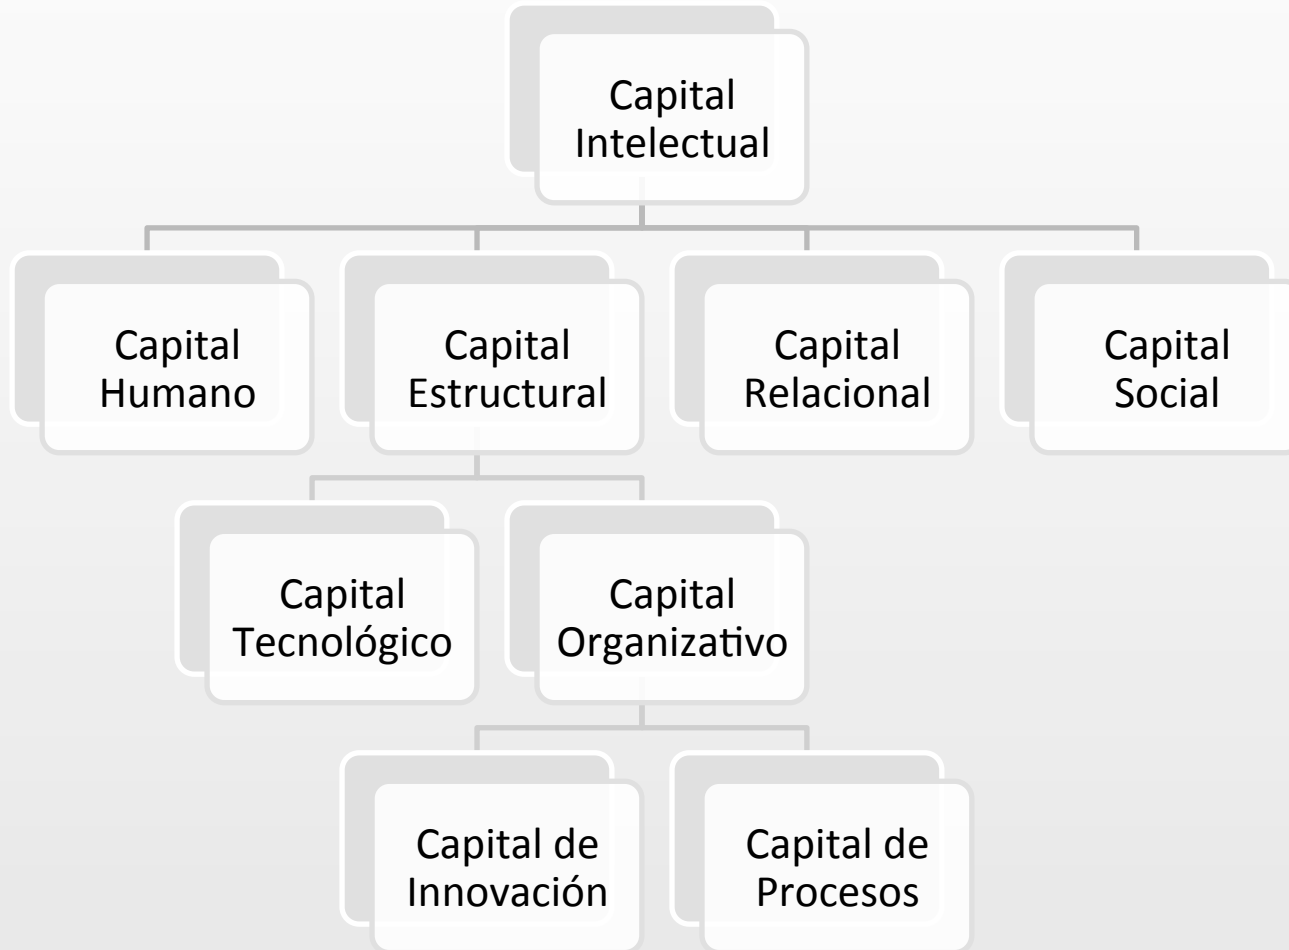 Capital
Intelectual
Capital
Humano
Capital
Estructural
Capital
Relacional
Capital
Social
Capital
Tecnológico
Capital
Organizativo
Capital de
Innovación
Capital de
Procesos